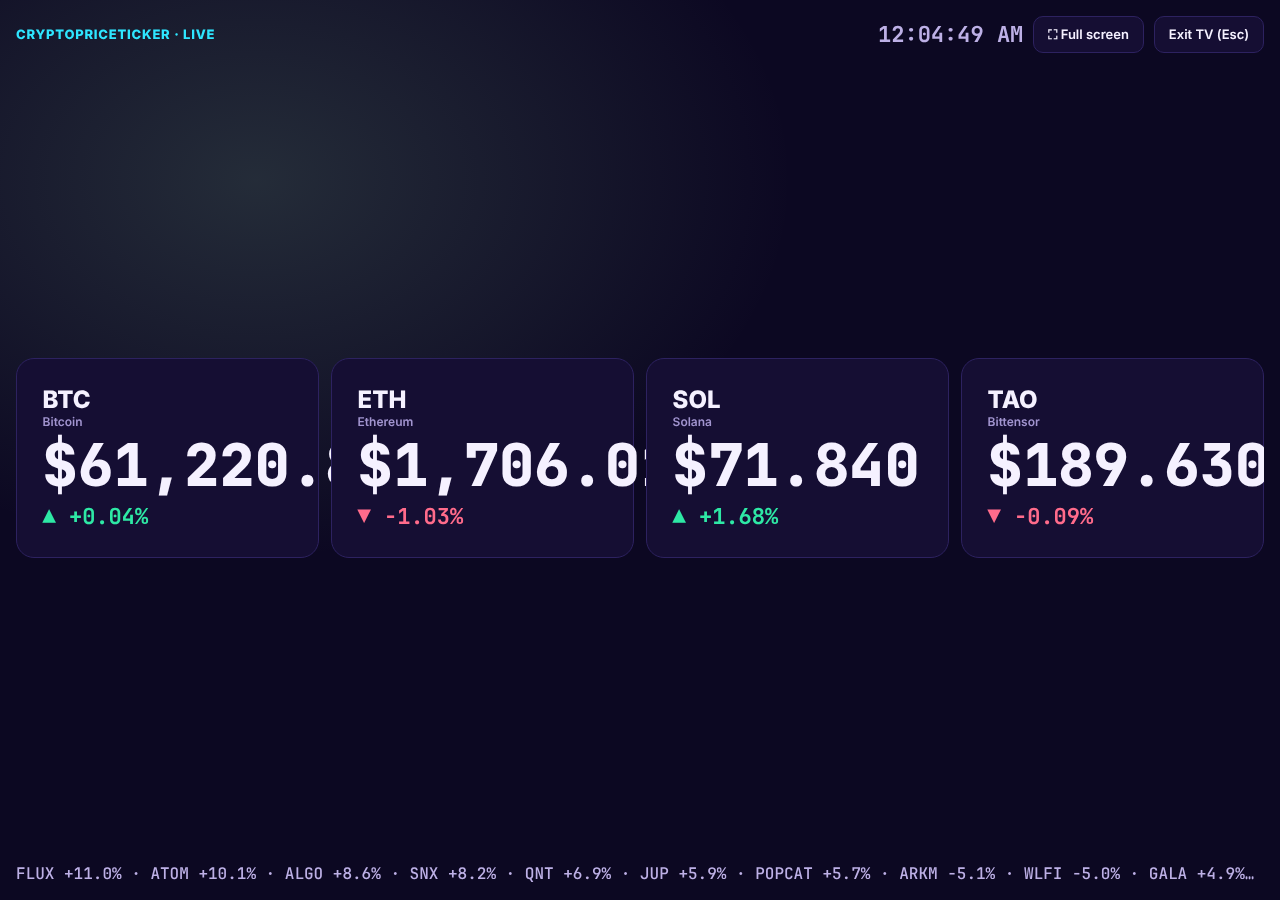 CRYPTOPRICETICKER · LIVE
12:04:49 AM
Full screen
Exit TV (Esc)
BTC
Bitcoin
$61,220.
▲ +0.04%
ETH
Ethereum
$1,706.0
▼ -1.03%
SOL
Solana
$71.840
▲ +1.68%
TAO
Bittensor
$189.630
▼ -0.09%
FLUX +11.0% · ATOM +10.1% · ALGO +8.6% · SNX +8.2% · QNT +6.9% · JUP +5.9% · POPCAT +5.7% · ARKM -5.1% · WLFI -5.0% · GALA +4.9%…